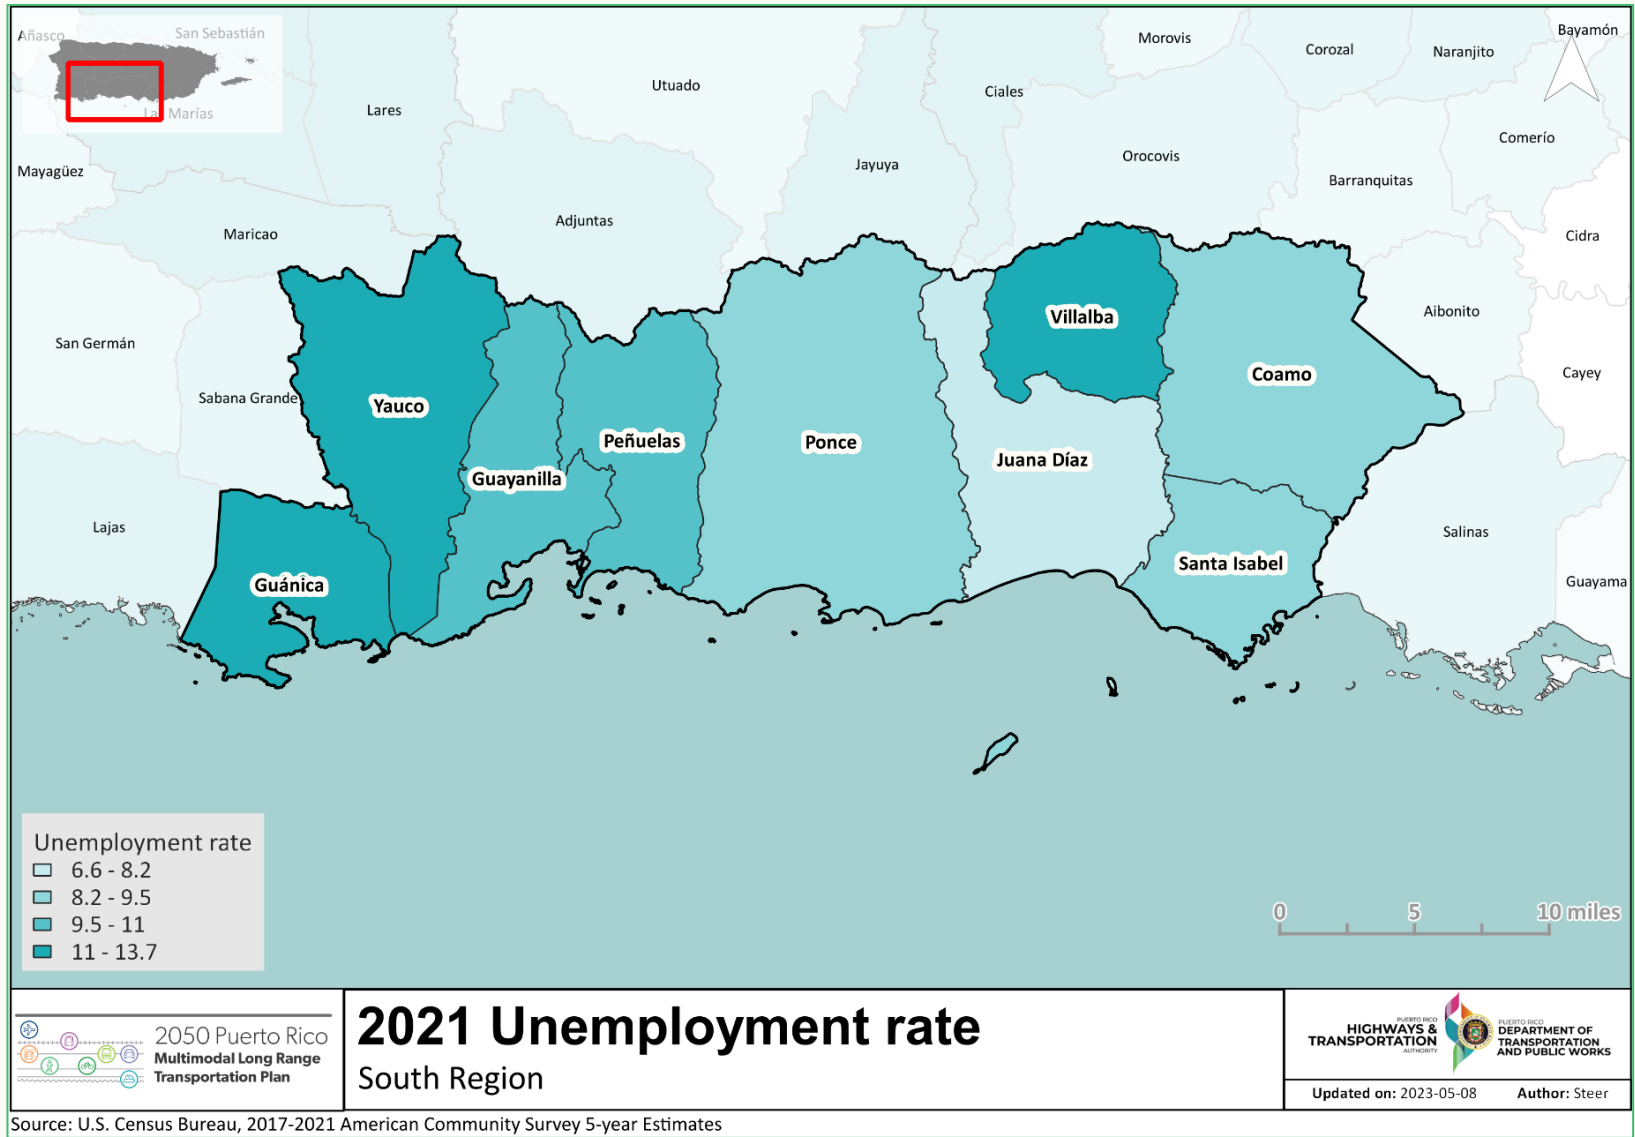 Añasco
San Sebastián
Las Marías
Mayagüez
Lares
Utuado
Morovis
Corozal
Naranjito
Bayamón
Ciales
Comerío
Jayuya
Orocovis
Barranquitas
Maricao
Adjuntas
Cidra
San Germán
Sabana Grande
Yauco
Guayanilla
Peñuelas
Ponce
Juana Díaz
Villalba
Coamo
Aibonito
Cayey
Lajas
Guánica
Santa Isabel
Salinas
Guayama
Unemployment rate
6.6 - 8.2
8.2 - 9.5
9.5 - 11
11 - 13.7
0 5 10 miles
2050 Puerto Rico
Multimodal Long Range
Transportation Plan
2021 Unemployment rate
South Region
PUERTO RICO
HIGHWAYS &
TRANSPORTATION
AUTHORITY
PUERTO RICO
DEPARTMENT OF
TRANSPORTATION
AND PUBLIC WORKS
Updated on: 2023-05-08 Author: Steer
Source: U.S. Census Bureau, 2017-2021 American Community Survey 5-year Estimates